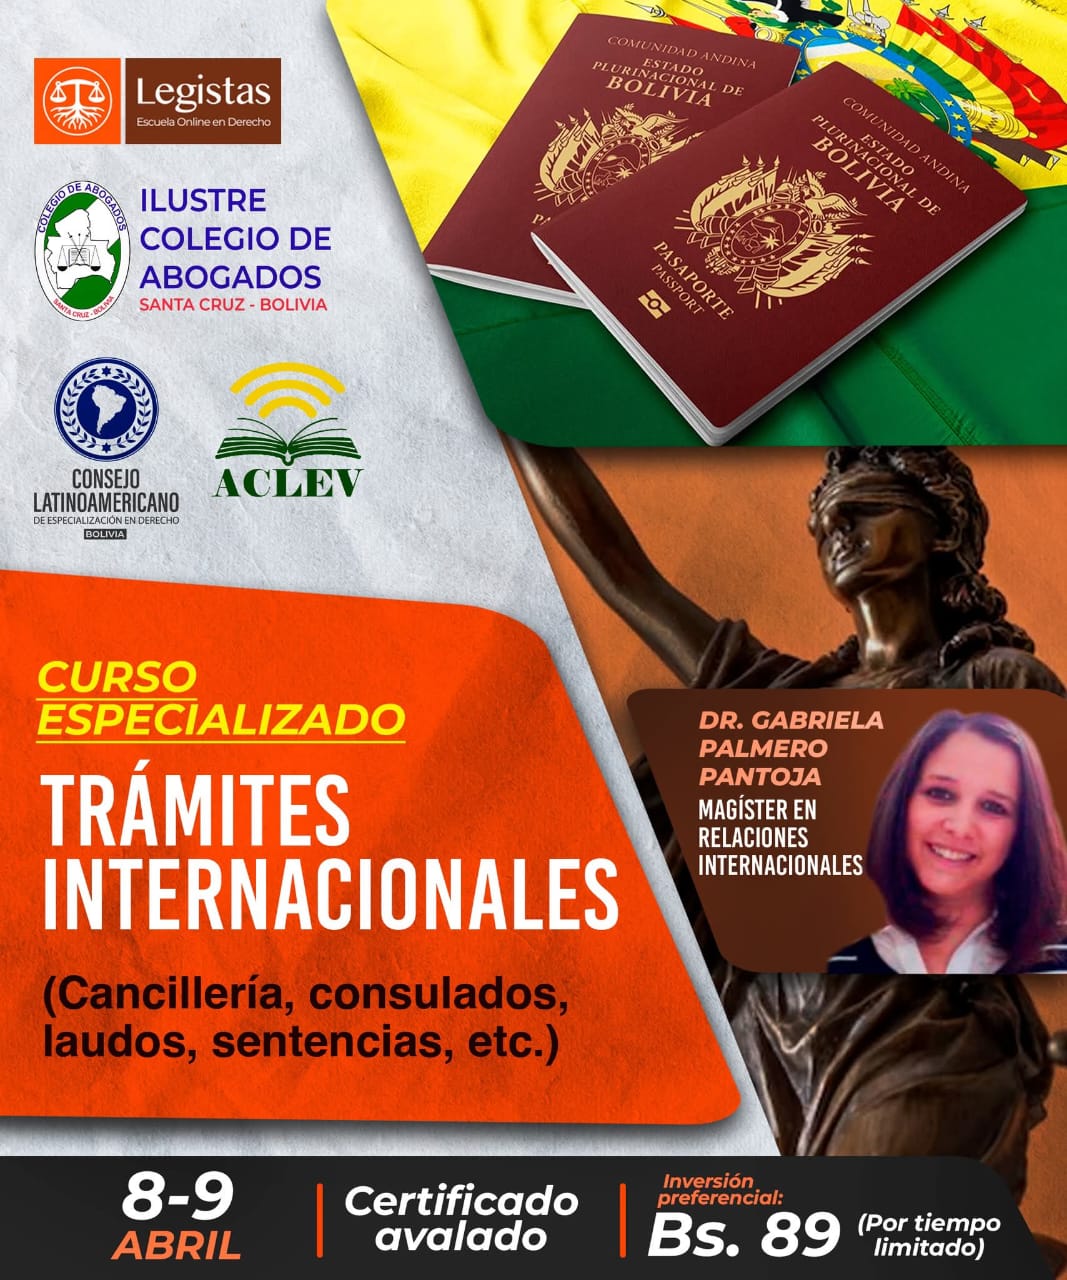 Legistas
Escuela Online en Derecho
COLEGIO DE ABOGADOS
SANTA CRUZ - BOLIVIA
ILUSTRE
COLEGIO DE
ABOGADOS
SANTA CRUZ - BOLIVIA
CONSEJO
LATINOAMERICANO
DE ESPECIALIZACIÓN EN DERECHO
BOLIVIA
ACLEV
COMUNIDAD ANDINA
ESTADO
PLURINACIONAL DE
BOLIVIA
COMUNIDAD ANDINA
ESTADO
PLURINACIONAL DE
BOLIVIA
PASAPORTE
PASSPORT
CURSO
ESPECIALIZADO
TRÁMITES
INTERNACIONALES
(Cancillería, consulados,
laudos, sentencias, etc.)
DR. GABRIELA
PALMERO
PANTOJA
MAGÍSTER EN
RELACIONES
INTERNACIONALES
8-9
ABRIL
Certificado
avalado
Inversión
preferencial:
Bs. 89
(Por tiempo
limitado)